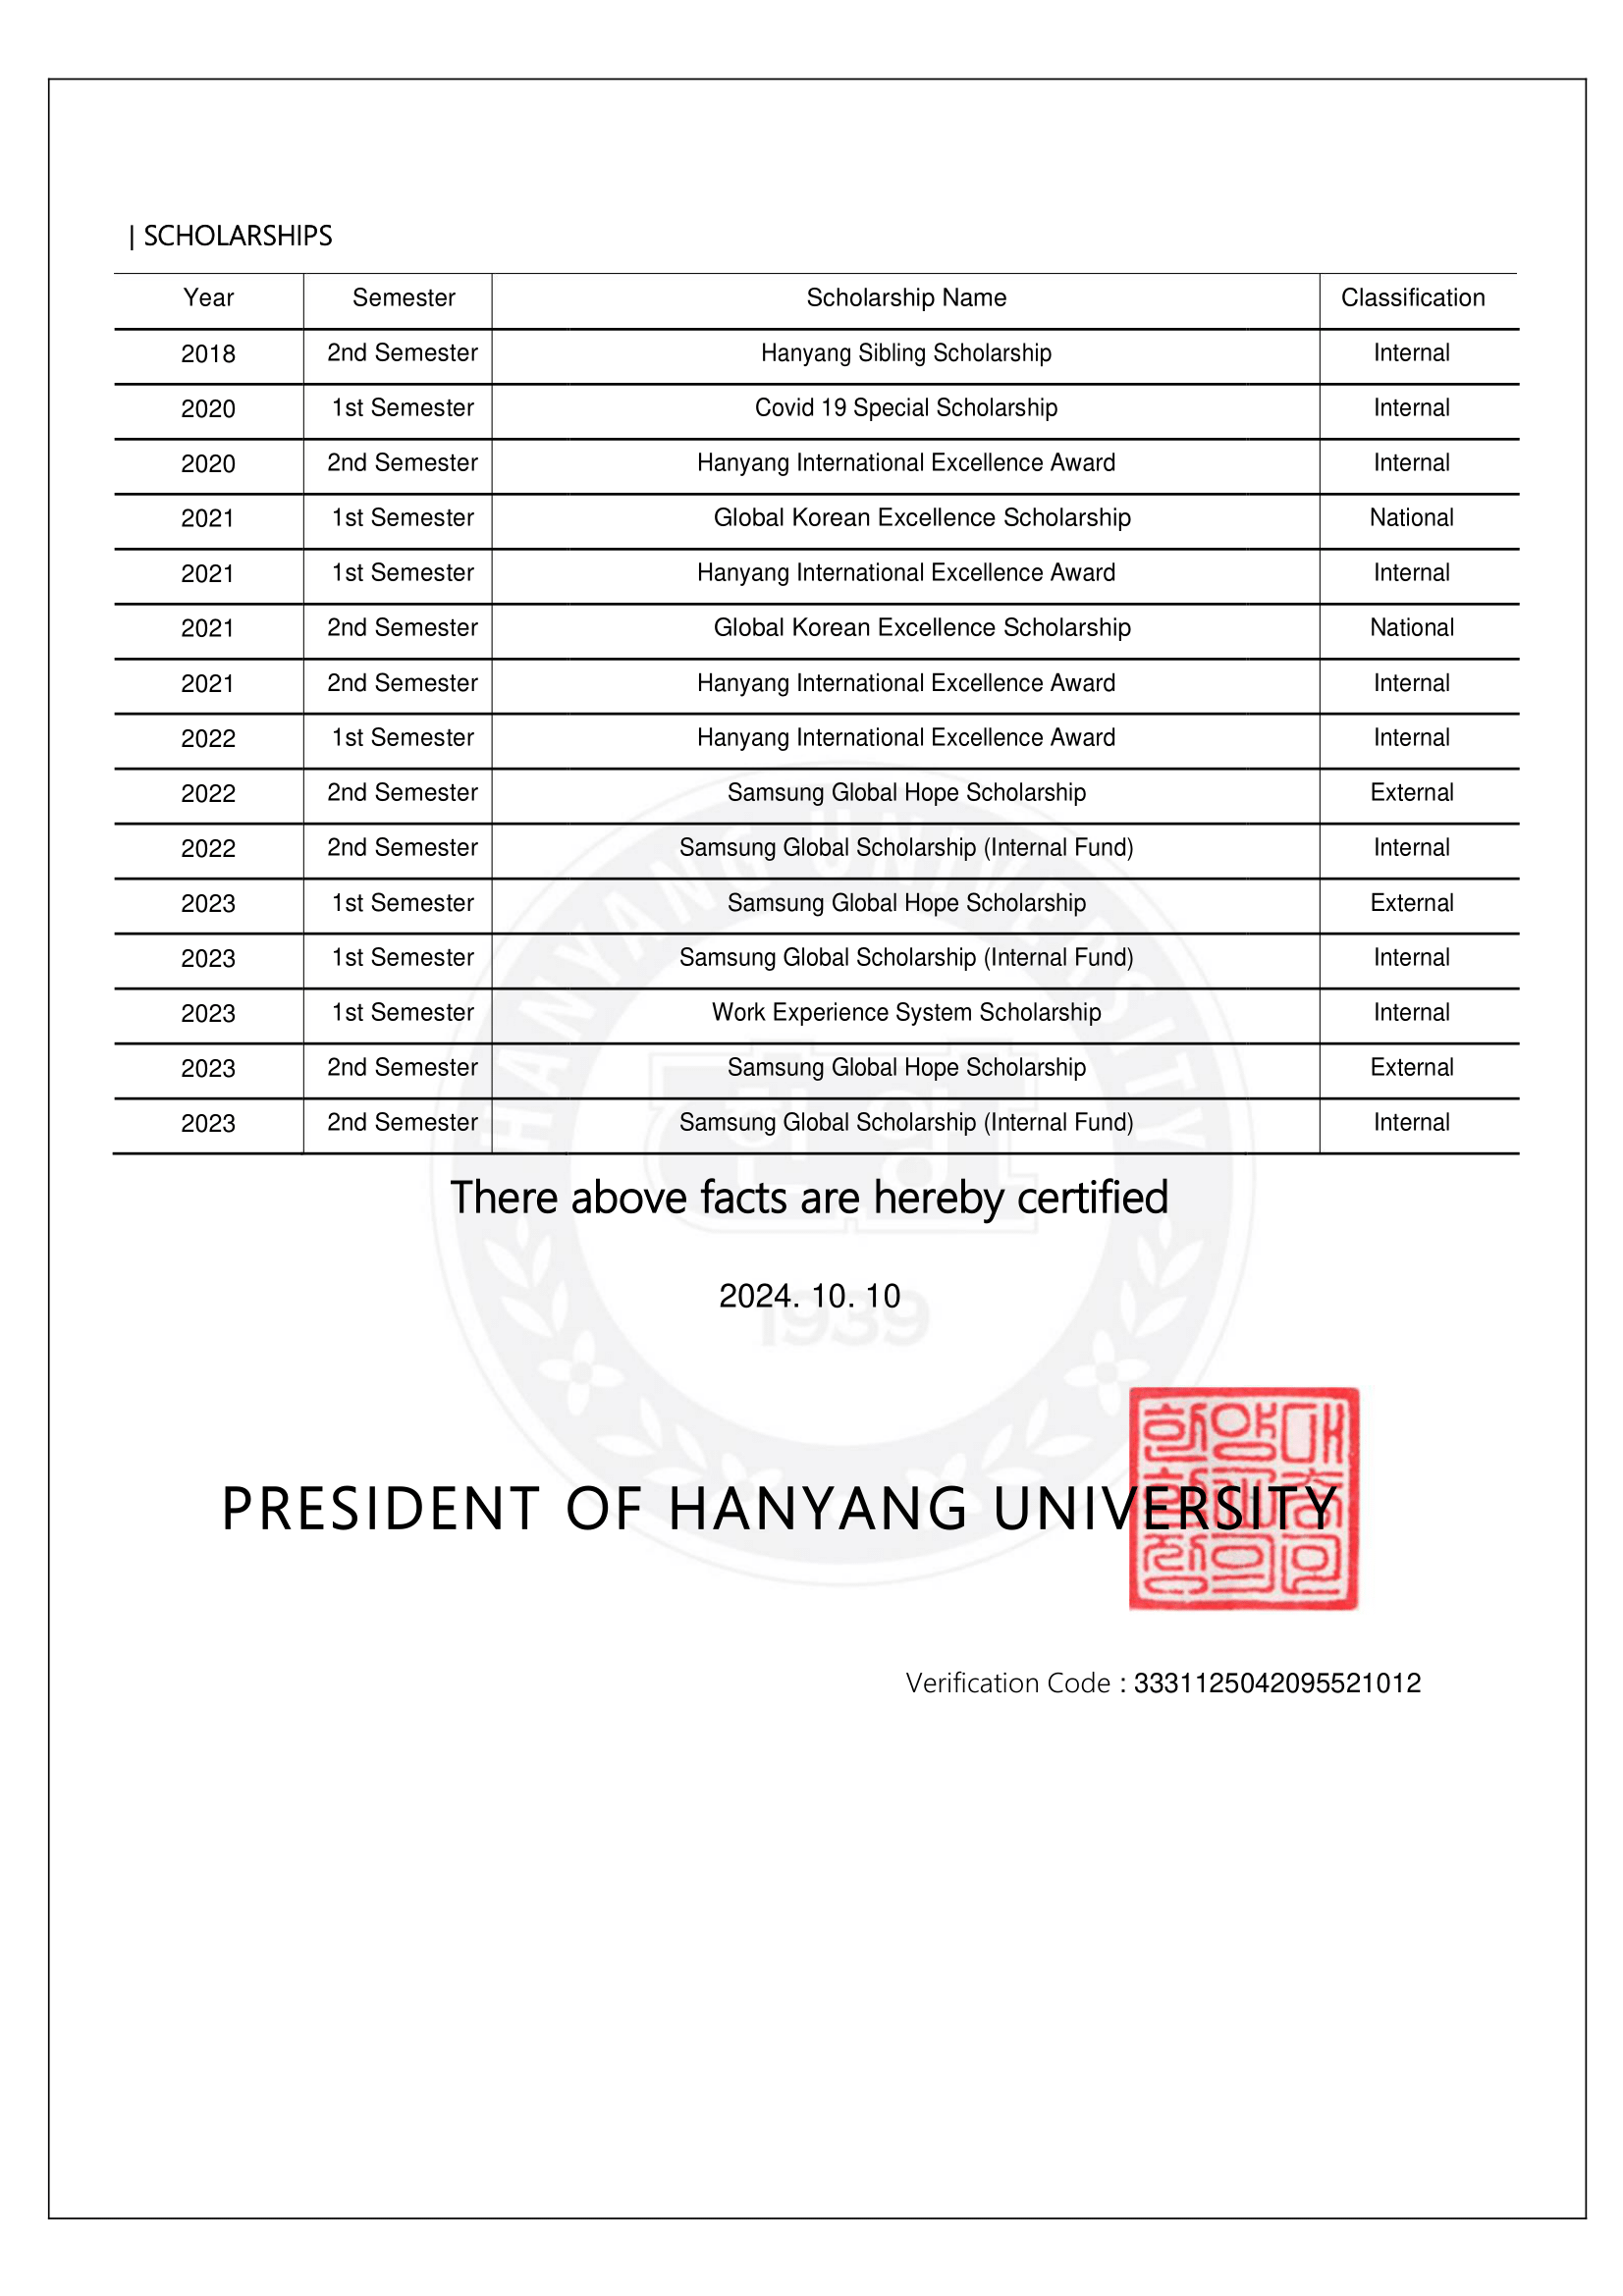 | SCHOLARSHIPS
Year Semester Scholarship Name Classification
2018 2nd Semester Hanyang Sibling Scholarship Internal
2020 1st Semester Covid 19 Special Scholarship Internal
2020 2nd Semester Hanyang International Excellence Award Internal
2021 1st Semester Global Korean Excellence Scholarship National
2021 1st Semester Hanyang International Excellence Award Internal
2021 2nd Semester Global Korean Excellence Scholarship National
2021 2nd Semester Hanyang International Excellence Award Internal
2022 1st Semester Hanyang International Excellence Award Internal
2022 2nd Semester Samsung Global Hope Scholarship External
2022 2nd Semester Samsung Global Scholarship (Internal Fund) Internal
2023 1st Semester Samsung Global Hope Scholarship External
2023 1st Semester Samsung Global Scholarship (Internal Fund) Internal
2023 1st Semester Work Experience System Scholarship Internal
2023 2nd Semester Samsung Global Hope Scholarship External
2023 2nd Semester Samsung Global Scholarship (Internal Fund) Internal
HANYANG UNIVERSITY
There above facts are hereby certified
2024. 10. 10
1939
PRESIDENT OF HANYANG UNIVERSITY
Verification Code : 3331125042095521012